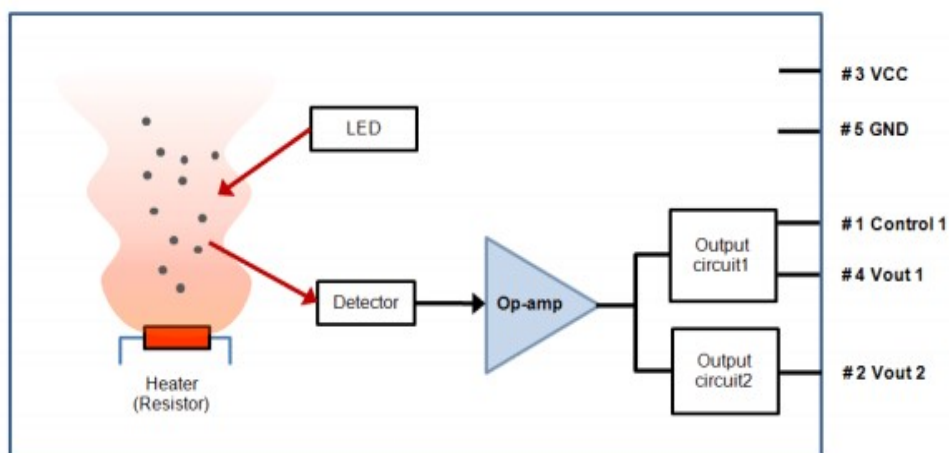 # 3 VCC
LED
# 5 GND
Output
circuit1
# 1 Control 1
# 4 Vout 1
Detector
Op-amp
Output
circuit2
# 2 Vout 2
Heater
(Resistor)